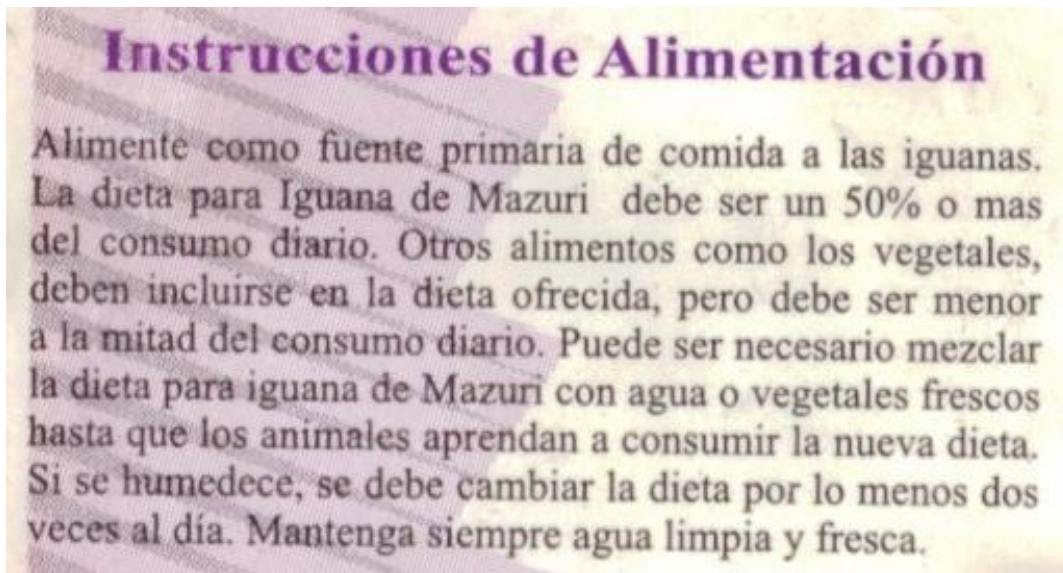 Instrucciones de Alimentación
Alimente como fuente primaria de comida a las iguanas.
La dieta para Iguana de Mazuri debe ser un 50% o mas
del consumo diario. Otros alimentos como los vegetales,
deben incluirse en la dieta ofrecida, pero debe ser menor
a la mitad del consumo diario. Puede ser necesario mezclar
la dieta para iguana de Mazuri con agua o vegetales frescos
hasta que los animales aprendan a consumir la nueva dieta.
Si se humedece, se debe cambiar la dieta por lo menos dos
veces al día. Mantenga siempre agua limpia y fresca.